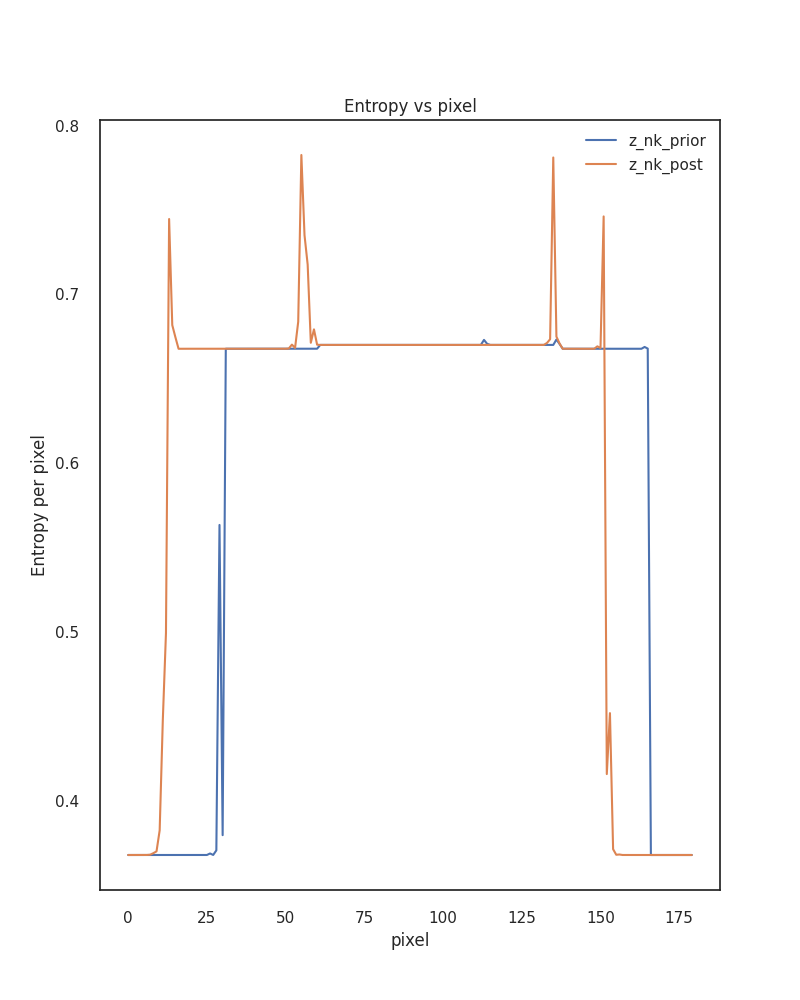 Entropy vs pixel
z_nk_prior
z_nk_post
0.8
0.7
0.6
0.5
0.4
Entropy per pixel
0 25 50 75 100 125 150 175
pixel